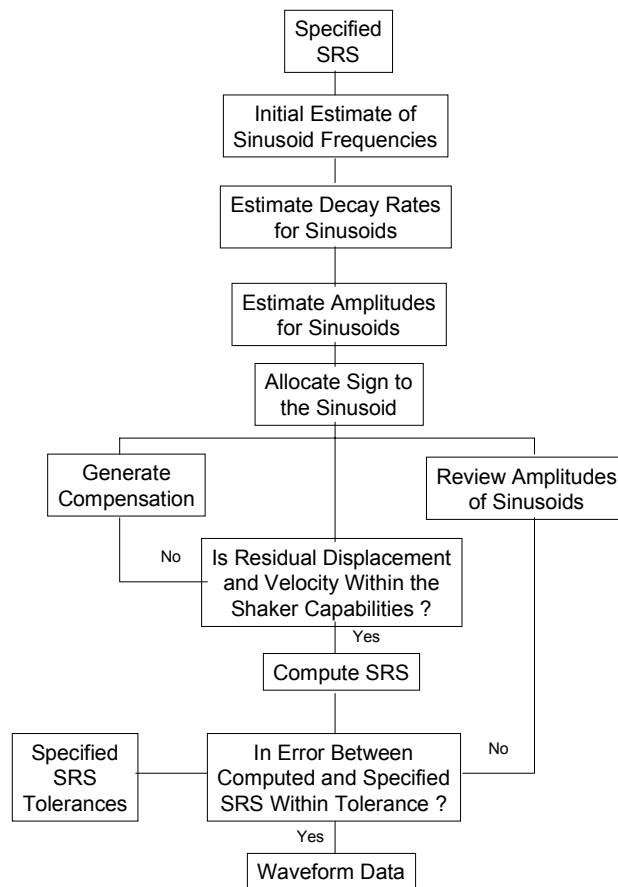 Specified
SRS
Initial Estimate of
Sinusoid Frequencies
Estimate Decay Rates
for Sinusoids
Estimate Amplitudes
for Sinusoids
Allocate Sign to
the Sinusoid
Generate
Compensation
Review Amplitudes
of Sinusoids
No
Is Residual Displacement
and Velocity Within the
Shaker Capabilities ?
Yes
Compute SRS
Specified
SRS
Tolerances
In Error Between
Computed and Specified
SRS Within Tolerance ?
No
Yes
Waveform Data